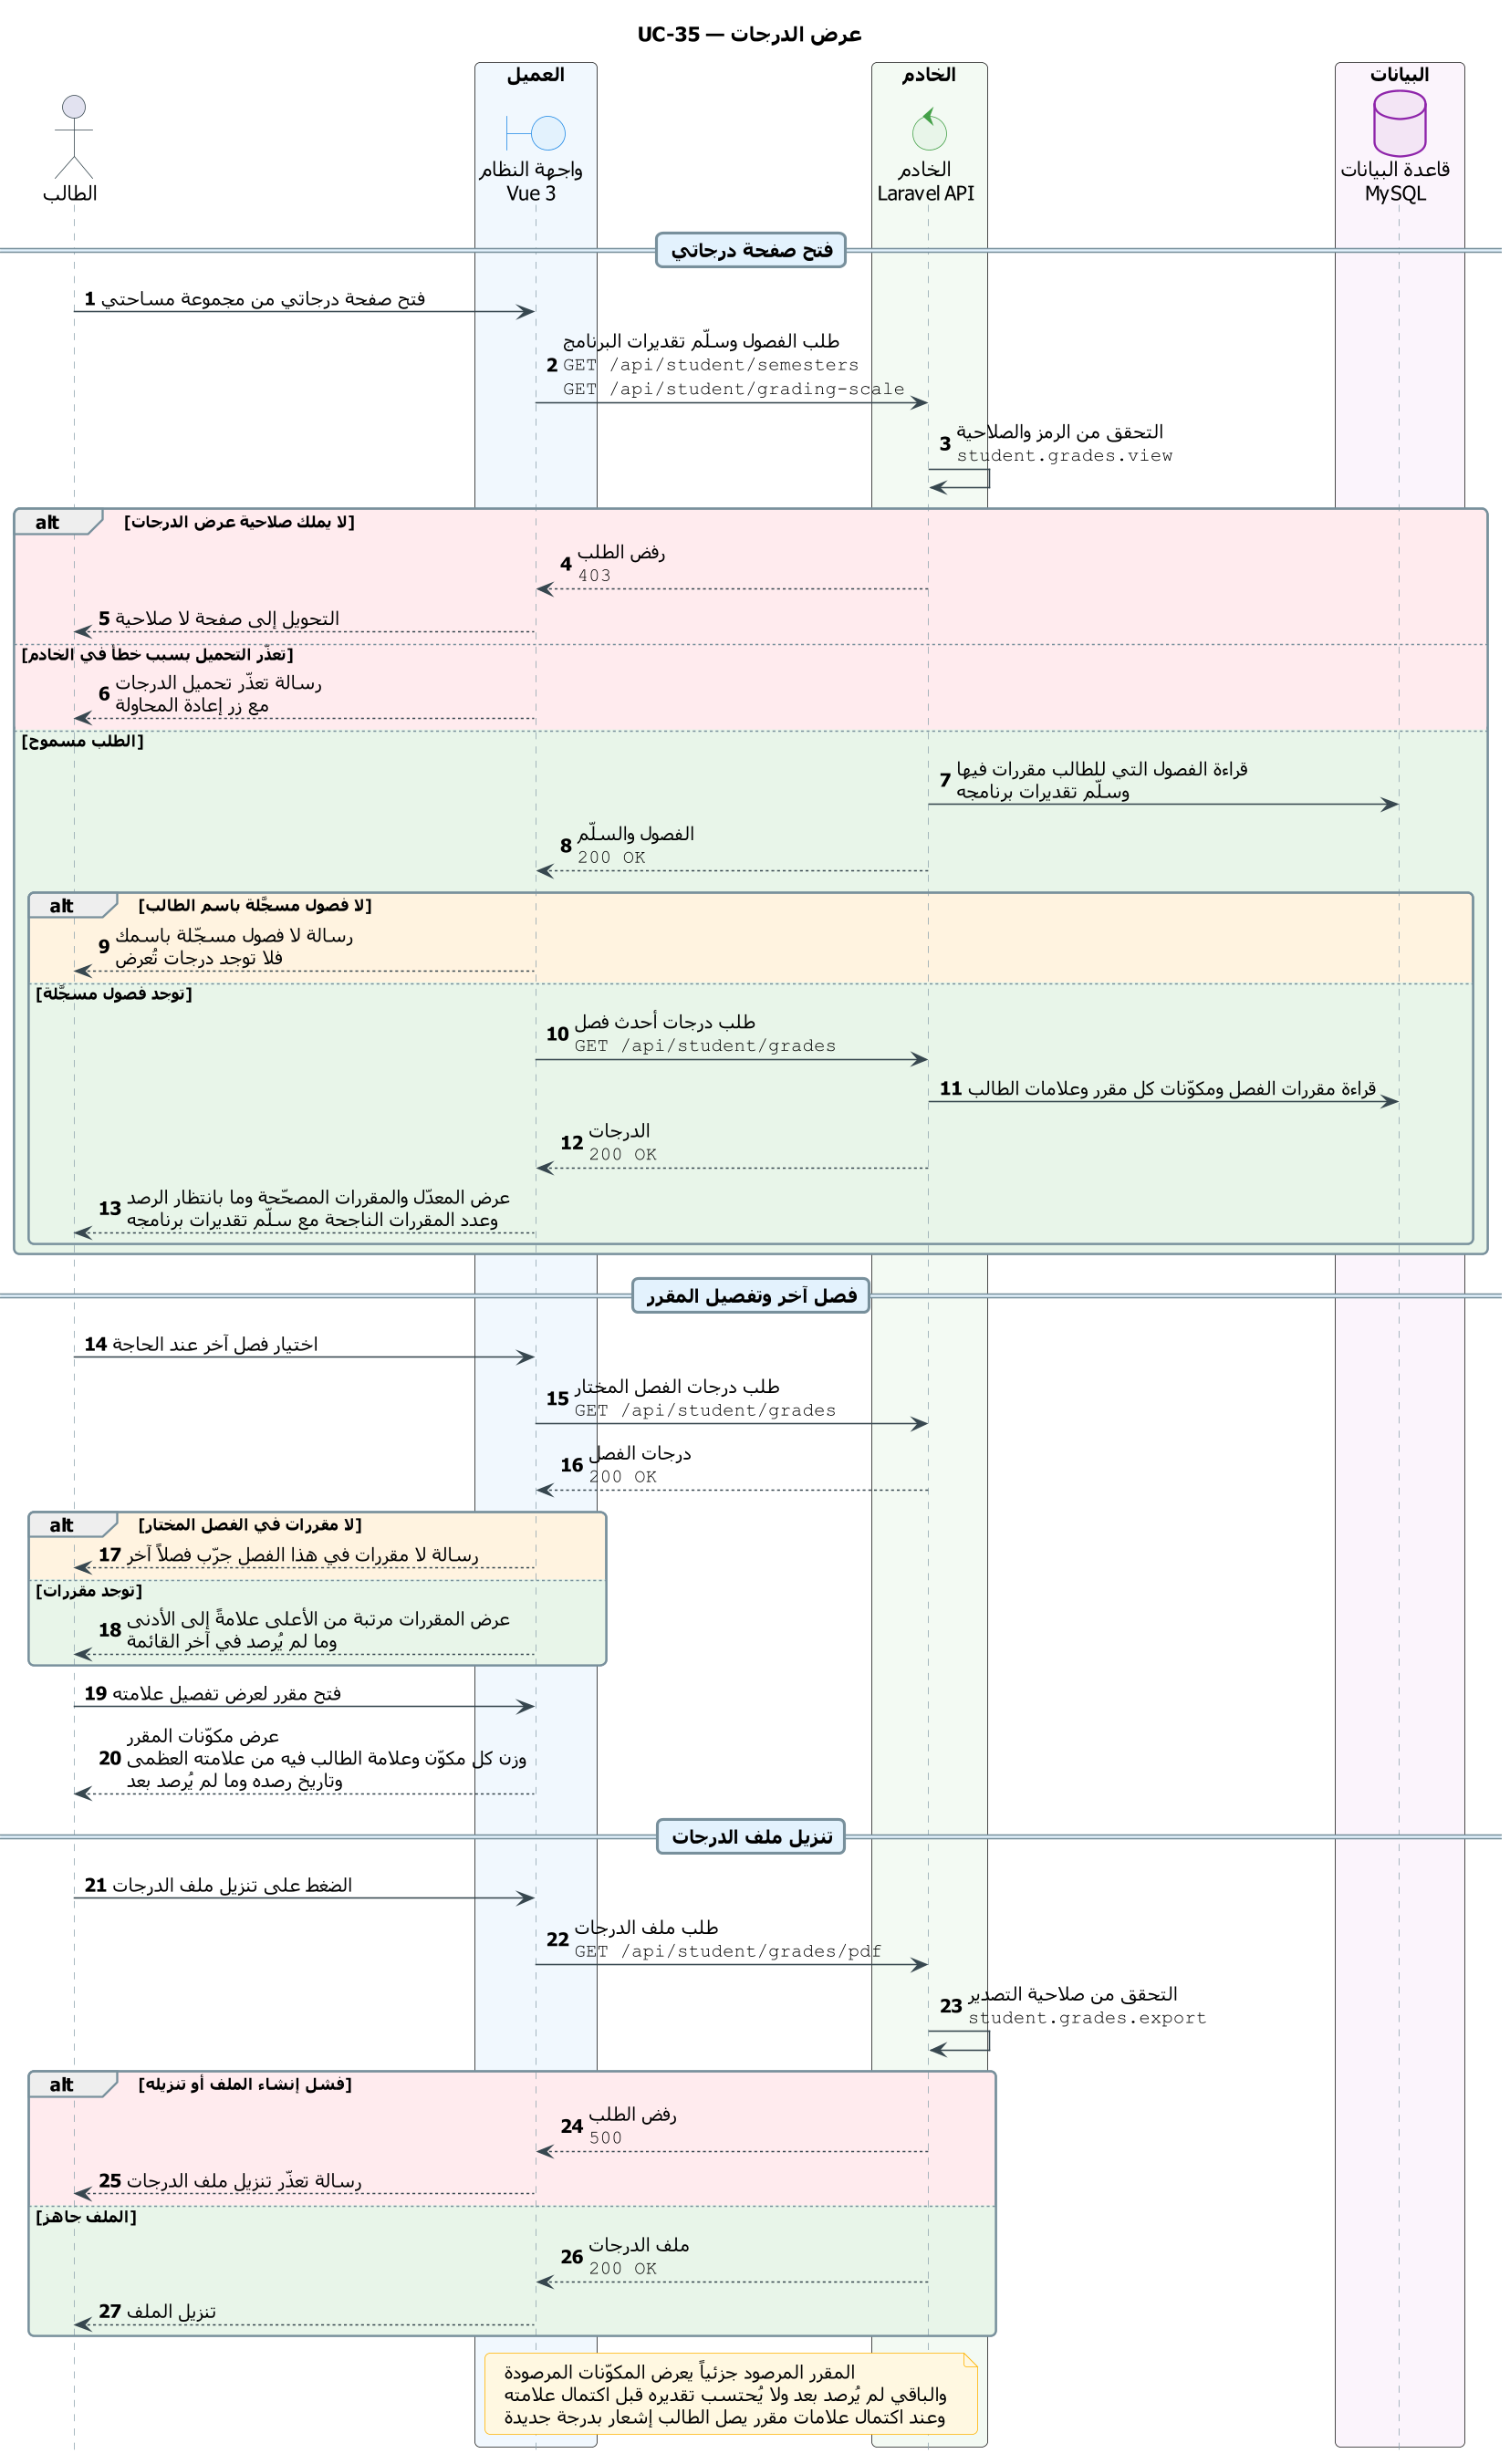 UC-35 — عرض الدرجات
العميل
الخادم
البيانات
الطالب
واجهة النظام
Vue 3
الخادم
Laravel API
قاعدة البيانات
MySQL
فتح صفحة درجاتي
1 فتح صفحة درجاتي من مجموعة مساحتي
2 طلب الفصول وسلّم تقديرات البرنامج
GET /api/student/semesters
GET /api/student/grading-scale
3 التحقق من الرمز والصلاحية
student.grades.view
alt [لا يملك صلاحية عرض الدرجات]
4 رفض الطلب
403
5 التحويل إلى صفحة لا صلاحية
[تعذّر التحميل بسبب خطأ في الخادم]
6 رسالة تعذّر تحميل الدرجات
مع زر إعادة المحاولة
[الطلب مسموح]
7 قراءة الفصول التي للطالب مقررات فيها
وسلّم تقديرات برنامجه
8 الفصول والسلّم
200 OK
alt [لا فصول مسجّلة باسم الطالب]
9 رسالة لا فصول مسجّلة باسمك
فلا توجد درجات تُعرض
[توجد فصول مسجّلة]
10 طلب درجات أحدث فصل
GET /api/student/grades
11 قراءة مقررات الفصل ومكوّنات كل مقرر وعلامات الطالب
12 الدرجات
200 OK
13 عرض المعدّل والمقررات المصحّحة وما بانتظار الرصد
وعدد المقررات الناجحة مع سلّم تقديرات برنامجه
فصل آخر وتفصيل المقرر
14 اختيار فصل آخر عند الحاجة
15 طلب درجات الفصل المختار
GET /api/student/grades
16 درجات الفصل
200 OK
alt [لا مقررات في الفصل المختار]
17 رسالة لا مقررات في هذا الفصل جرّب فصلاً آخر
[توجد مقررات]
18 عرض المقررات مرتبة من الأعلى علامةً إلى الأدنى
وما لم يُرصد في آخر القائمة
19 فتح مقرر لعرض تفصيل علامته
20 عرض مكوّنات المقرر
وزن كل مكوّن وعلامة الطالب فيه من علامته العظمى
وتاريخ رصده وما لم يُرصد بعد
تنزيل ملف الدرجات
21 الضغط على تنزيل ملف الدرجات
22 طلب ملف الدرجات
GET /api/student/grades/pdf
23 التحقق من صلاحية التصدير
student.grades.export
alt [فشل إنشاء الملف أو تنزيله]
24 رفض الطلب
500
25 رسالة تعذّر تنزيل ملف الدرجات
[الملف جاهز]
26 ملف الدرجات
200 OK
27 تنزيل الملف
المقرر المرصود جزئياً يعرض المكوّنات المرصودة
والباقي لم يُرصد بعد ولا يُحتسب تقديره قبل اكتمال علامته
وعند اكتمال علامات مقرر يصل الطالب إشعار بدرجة جديدة